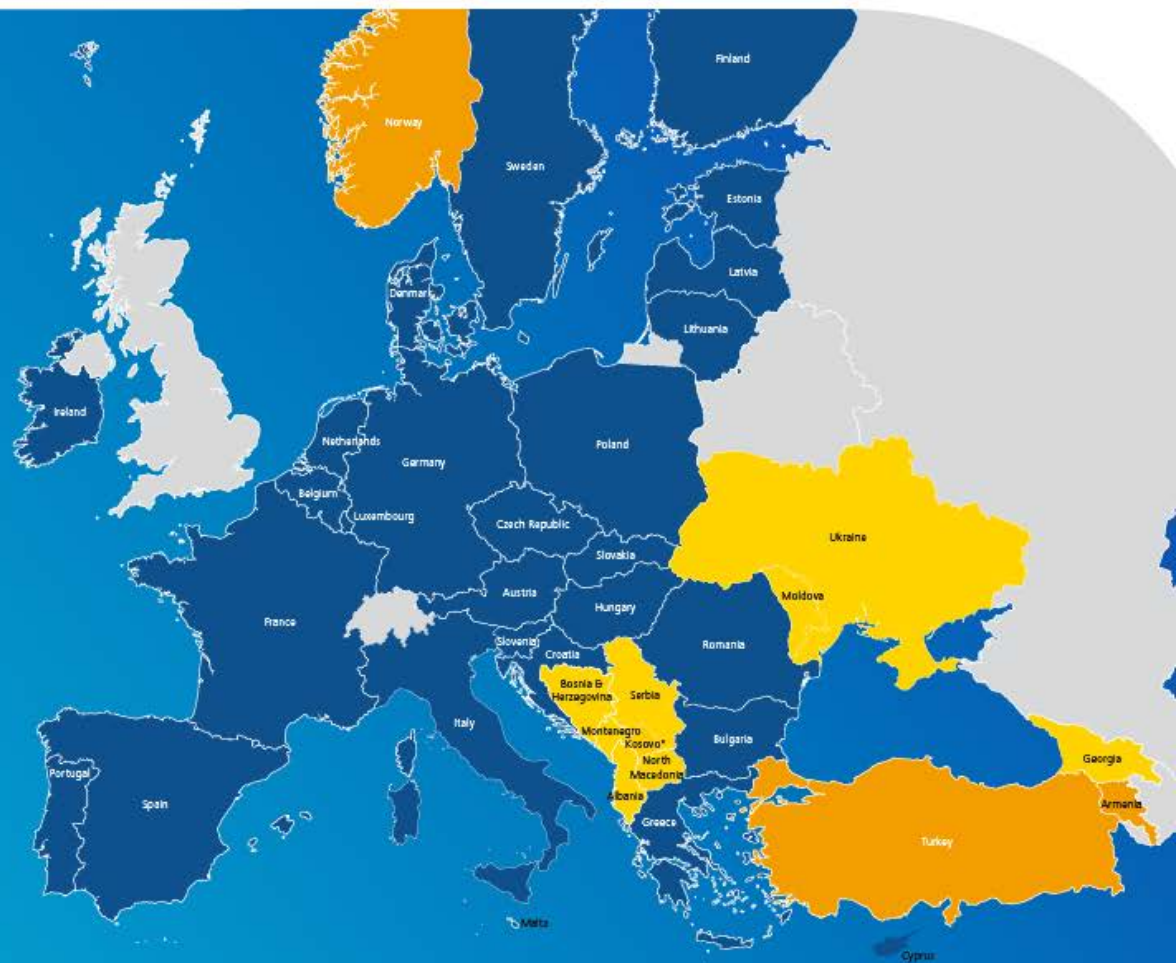 Finland
Norway
Sweden
Estonia
Latvia
Denmark
Lithuania
Ireland
Netherlands
Poland
Germany
Belgium
Luxembourg
Czech Republic
Ukraine
Slovakia
Austria
Moldova
Hungary
France
Slovenia
Romania
Croatia
Bosnia &
Herzegovina
Serbia
Italy
Montenegro
Kosovo*
Bulgaria
North
Macedonia
Georgia
Portugal
Albania
Spain
Armenia
Greece
Turkey
Malta
Cyprus